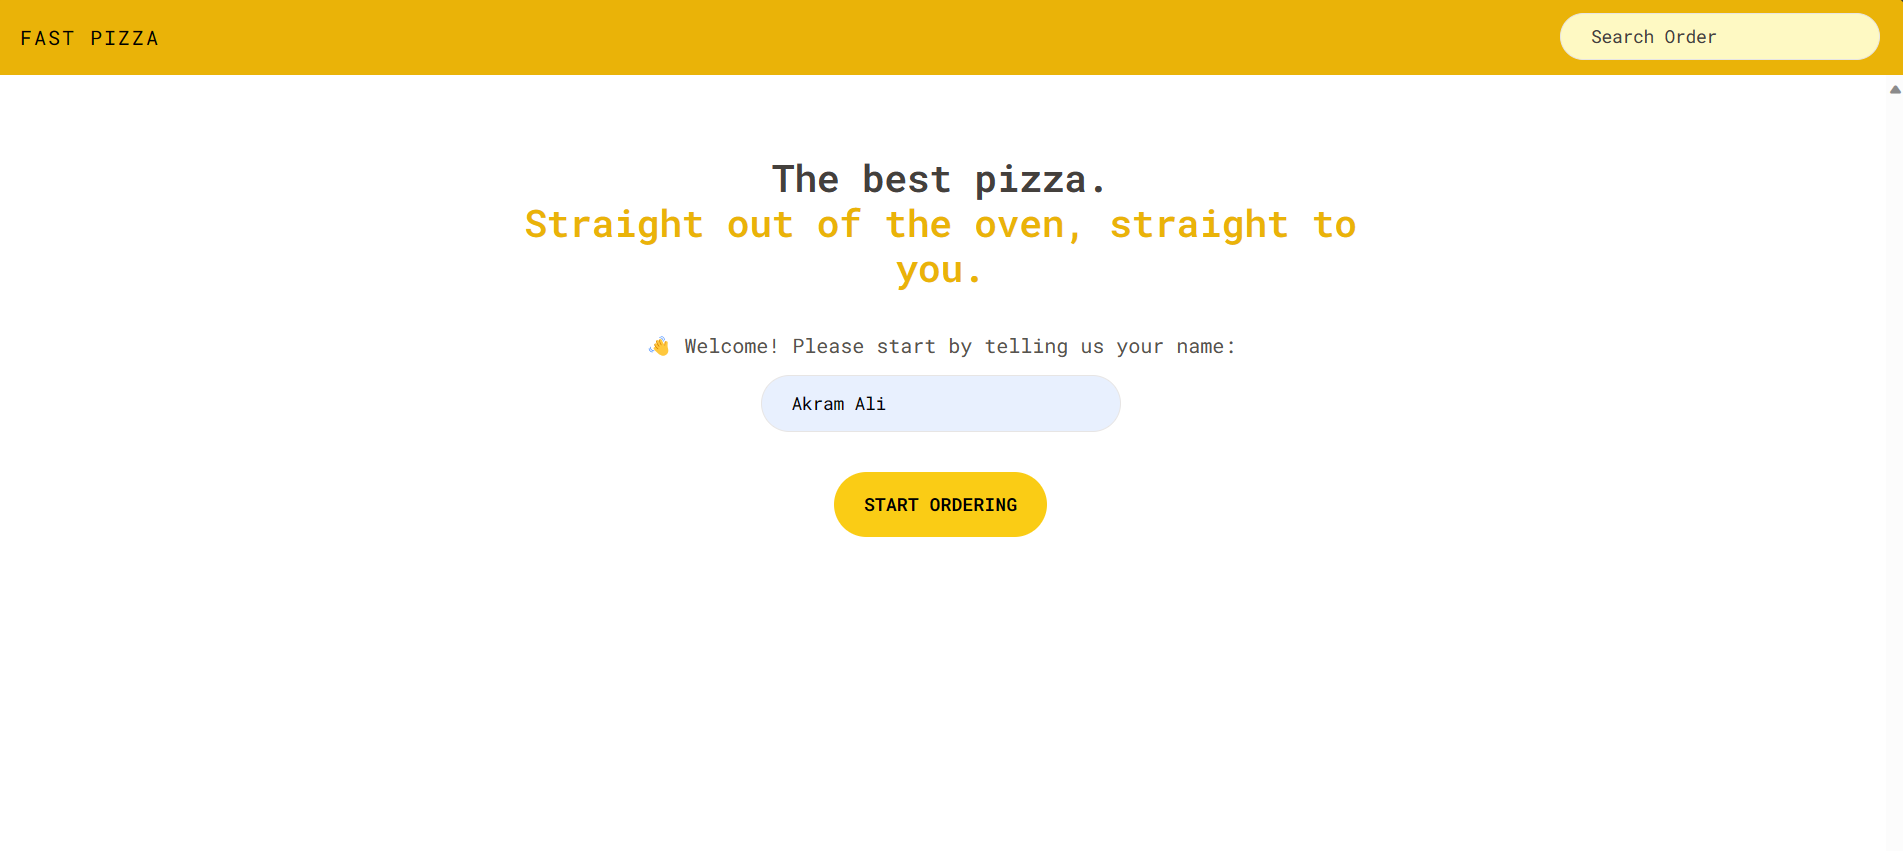 FAST PIZZA
Search Order
The best pizza.
Straight out of the oven, straight to
you.
👋 Welcome! Please start by telling us your name:
Akram Ali
START ORDERING